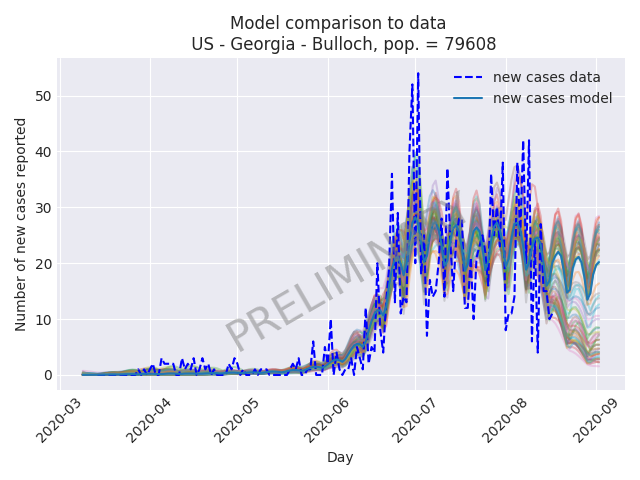 Model comparison to data
US - Georgia - Bulloch, pop. = 79608
new cases data
new cases model
Number of new cases reported
50
40
30
20
10
0
PRELIMIN
2020-03
2020-04
2020-05
2020-06
2020-07
2020-08
2020-09
Day